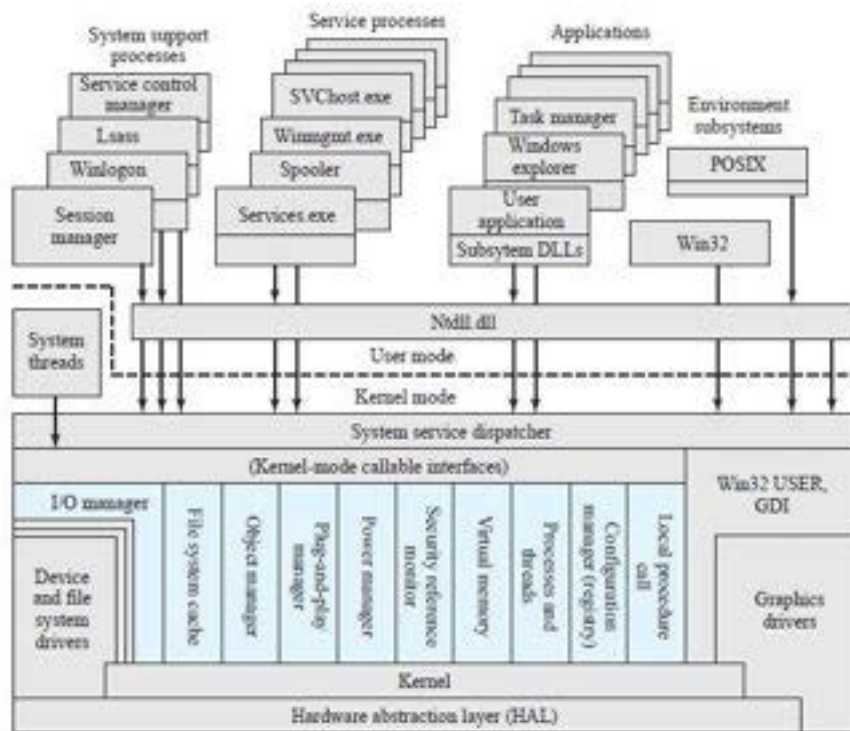 System support
processes
Service processes
Applications
Environment
subsystems
Service control
manager
Lsass
Winlogon
Session
manager
SVChost.exe
Winmgmt.exe
Spooler
Services.exe
Task manager
Windows
explorer
User
application
Subsytem DLLs
POSIX
Win32
System
threads
Ntdll.dll
User mode
Kernel mode
System service dispatcher
(Kernel-mode callable interfaces)
Win32 USER,
GDI
I/O manager
File system cache
Object manager
Plug-and-play
manager
Power manager
Security reference
monitor
Virtual memory
Processes and
threads
Configuration
manager (registry)
Local procedure
call
Device
and file
system
drivers
Graphics
drivers
Kernel
Hardware abstraction layer (HAL)